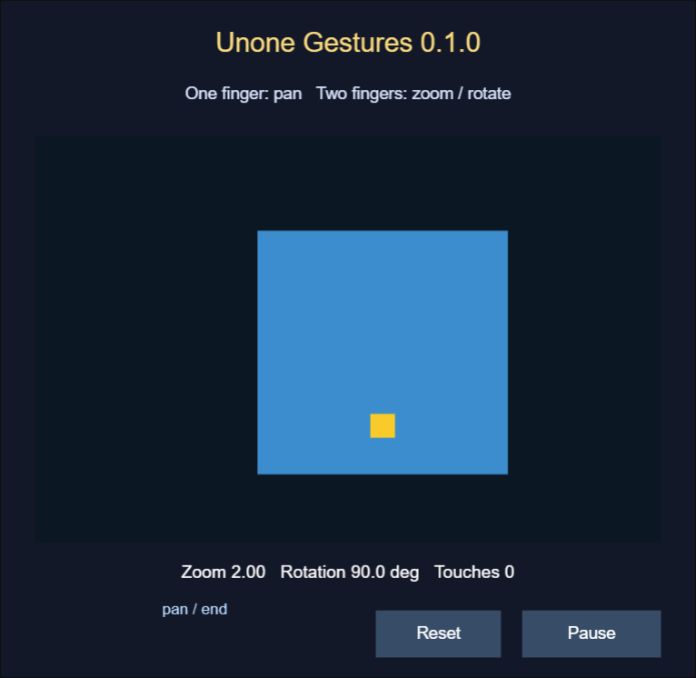 Unone Gestures 0.1.0
One finger: pan   Two fingers: zoom / rotate
Zoom 2.00   Rotation 90.0 deg   Touches 0
pan / end
Reset
Pause